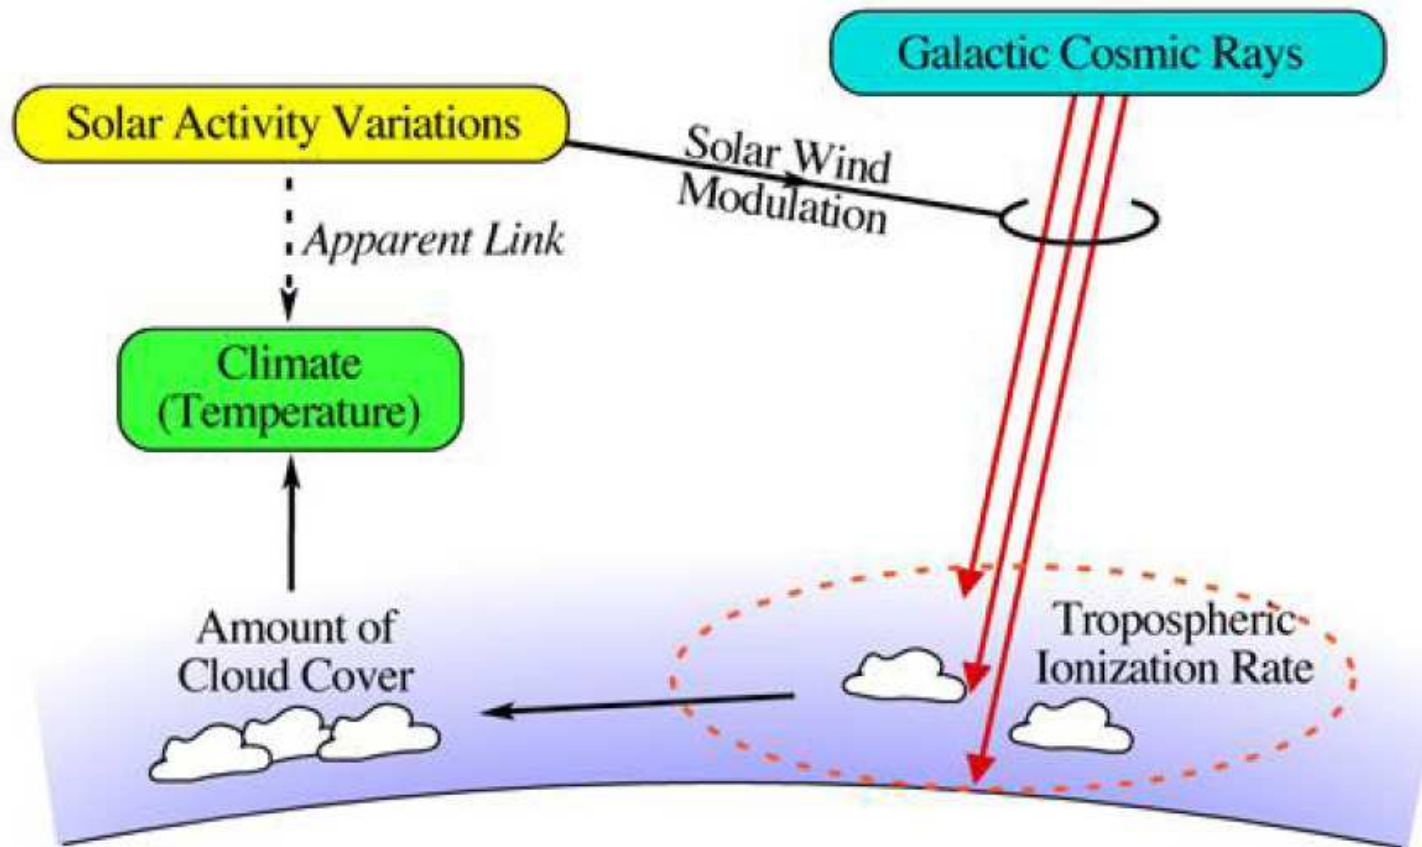 Galactic Cosmic Rays
Solar Activity Variations
Solar Wind
Modulation
Apparent Link
Climate
(Temperature)
Amount of
Cloud Cover
Tropospheric
Ionization Rate